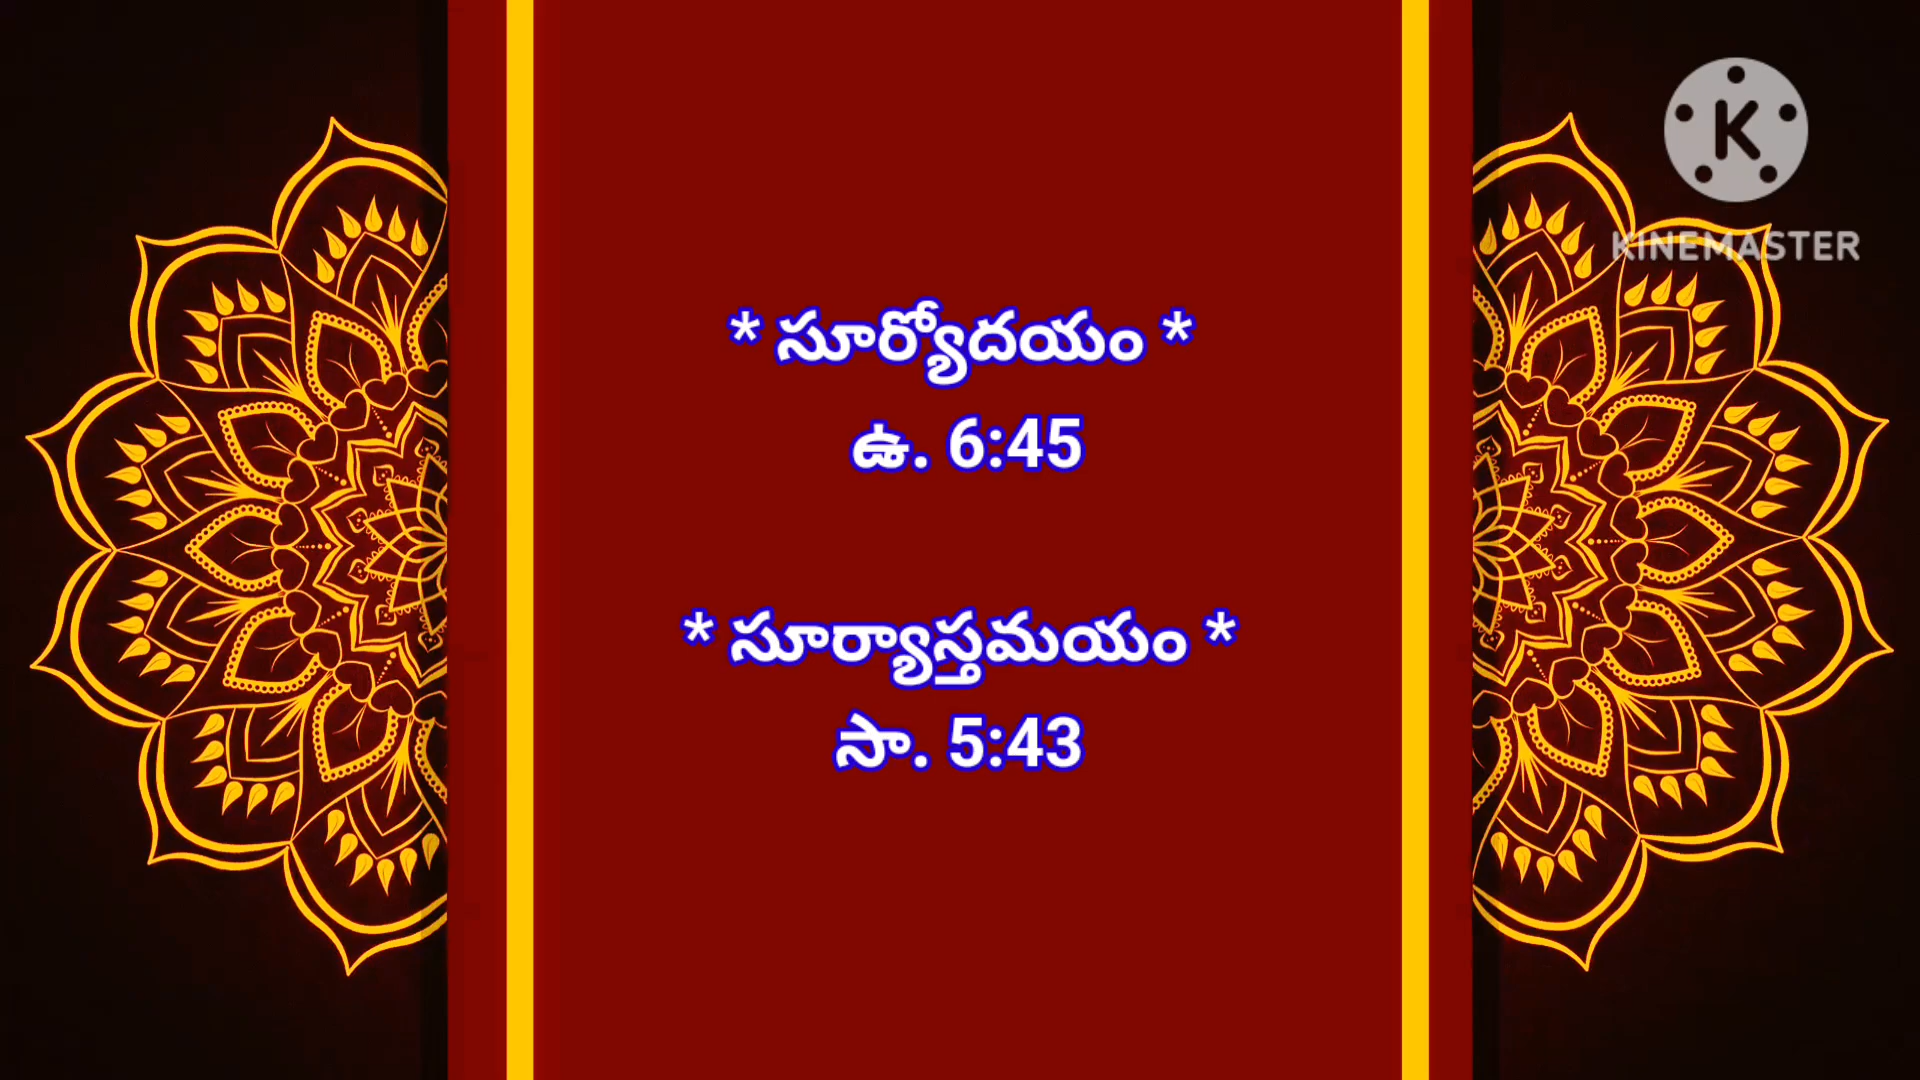 K
KINEMASTER
* సూర్యోదయం *
ఉ. 6:45
* సూర్యాస్తమయం *
సా. 5:43